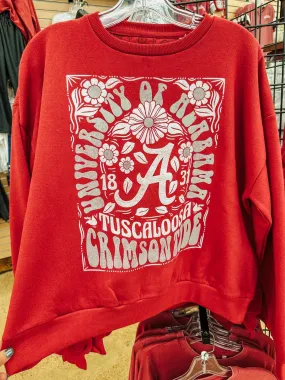 UNIVERSITY OF ALABAMA
18 A 31
TUSCALOOSA
CRIMSON TIDE